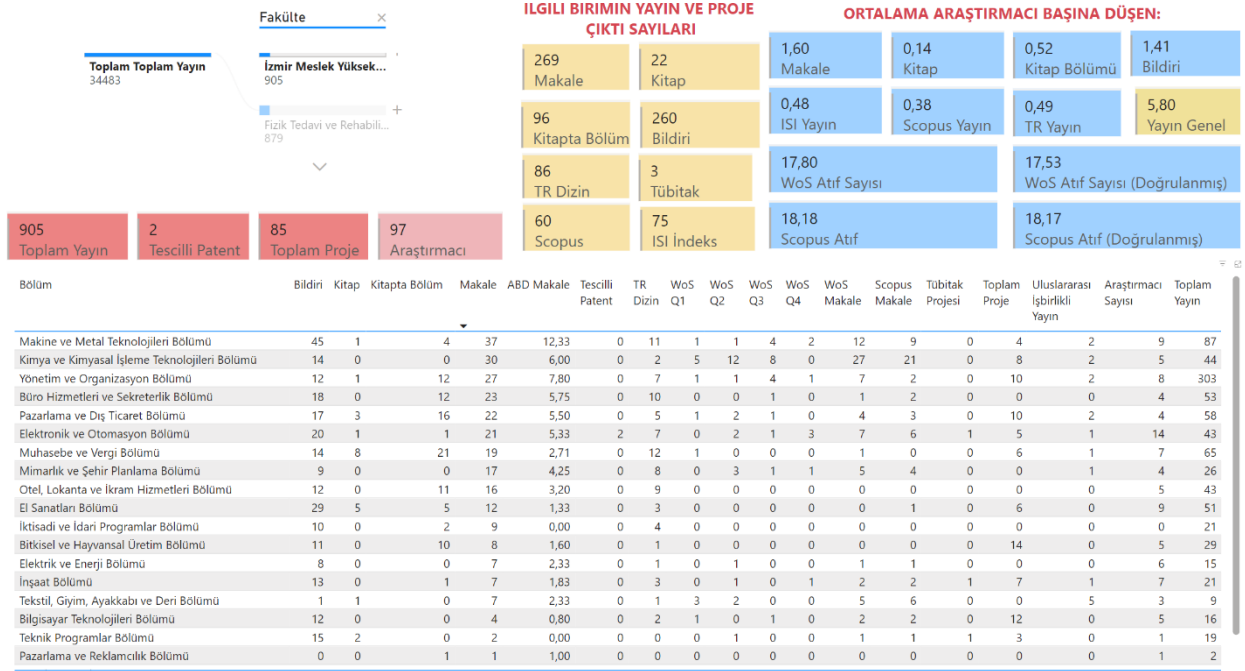 Fakülte
Toplam Toplam Yayın
34483
İzmir Meslek Yüksek...
905
Fizik Tedavi ve Rehabili...
879
905
Toplam Yayın
2
Tescilli Patent
85
Toplam Proje
97
Araştırmacı
ILGILI BIRIMIN YAYIN VE PROJE
ÇIKTI SAYILARI
269
Makale
22
Kitap
96
Kitapta Bölüm
260
Bildiri
86
TR Dizin
3
Tübitak
60
Scopus
75
ISI İndeks
ORTALAMA ARAŞTIRMACI BAŞINA DÜŞEN:
1,60
Makale
0,14
Kitap
0,52
Kitap Bölümü
1,41
Bildiri
0,48
ISI Yayın
0,38
Scopus Yayın
0,49
TR Yayın
5,80
Yayın Genel
17,80
WoS Atıf Sayısı
17,53
WoS Atıf Sayısı (Doğrulanmış)
18,18
Scopus Atıf
18,17
Scopus Atıf (Doğrulanmış)
Bölüm Bildiri Kitap Kitapta Bölüm Makale ABD Makale Tescilli Patent TR Dizin WoS Q1 WoS Q2 WoS Q3 WoS Q4 WoS Makale Scopus Makale Tübitak Projesi Toplam Proje Uluslararası İşbirlikli Yayın Araştırmacı Sayısı Toplam Yayın
Makine ve Metal Teknolojileri Bölümü 45 1 4 37 12,33 0 11 1 1 4 2 12 9 0 4 2 9 87
Kimya ve Kimyasal İşleme Teknolojileri Bölümü 14 0 0 30 6,00 0 2 5 12 8 0 27 21 0 8 2 5 44
Yönetim ve Organizasyon Bölümü 12 1 12 27 7,80 0 7 1 1 4 1 7 2 0 10 2 8 303
Büro Hizmetleri ve Sekreterlik Bölümü 18 0 12 23 5,75 0 10 0 0 1 0 1 2 0 0 0 4 53
Pazarlama ve Dış Ticaret Bölümü 17 3 16 22 5,50 0 5 1 2 1 0 4 3 0 10 2 4 58
Elektronik ve Otomasyon Bölümü 20 1 1 21 5,33 2 7 0 2 1 3 7 6 1 5 1 14 43
Muhasebe ve Vergi Bölümü 14 8 21 19 2,71 0 12 1 0 0 0 1 0 0 6 1 7 65
Mimarlık ve Şehir Planlama Bölümü 9 0 0 17 4,25 0 8 0 3 1 1 5 4 0 0 1 4 26
Otel, Lokanta ve İkram Hizmetleri Bölümü 12 0 11 16 3,20 0 9 0 0 0 0 0 0 0 0 0 5 43
El Sanatları Bölümü 29 5 5 12 1,33 0 3 0 0 0 0 0 1 0 6 0 9 51
İktisadi ve İdari Programlar Bölümü 10 0 2 9 0,00 0 4 0 0 0 0 0 0 0 0 0 0 21
Bitkisel ve Hayvansal Üretim Bölümü 11 0 10 8 1,60 0 1 0 0 0 0 0 0 0 14 0 5 29
Elektrik ve Enerji Bölümü 8 0 0 7 2,33 0 1 0 1 0 0 1 1 0 0 0 6 15
İnşaat Bölümü 13 0 1 7 1,83 0 3 0 1 0 1 2 2 1 7 1 7 21
Tekstil, Giyim, Ayakkabı ve Deri Bölümü 1 1 0 7 2,33 0 1 3 2 0 0 5 6 0 0 5 3 9
Bilgisayar Teknolojileri Bölümü 12 0 0 4 0,80 0 2 1 0 1 0 2 2 0 12 0 5 16
Teknik Programlar Bölümü 15 2 0 2 0,00 0 0 0 1 0 0 1 1 1 3 0 1 19
Pazarlama ve Reklamcılık Bölümü 0 0 1 1 1,00 0 0 0 0 0 0 0 0 0 0 0 1 2